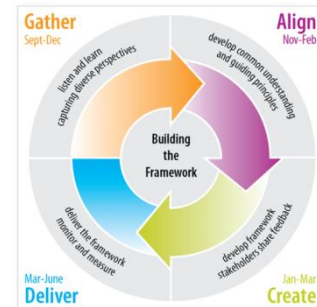 Gather
Sept-Dec
listen and learn
capturing diverse perspectives
Align
Nov-Feb
develop common understanding
and guiding principles
Building
the
Framework
deliver the framework
monitor and measure
Mar-June
Deliver
develop framework
stakeholders share feedback
Jan-Mar
Create